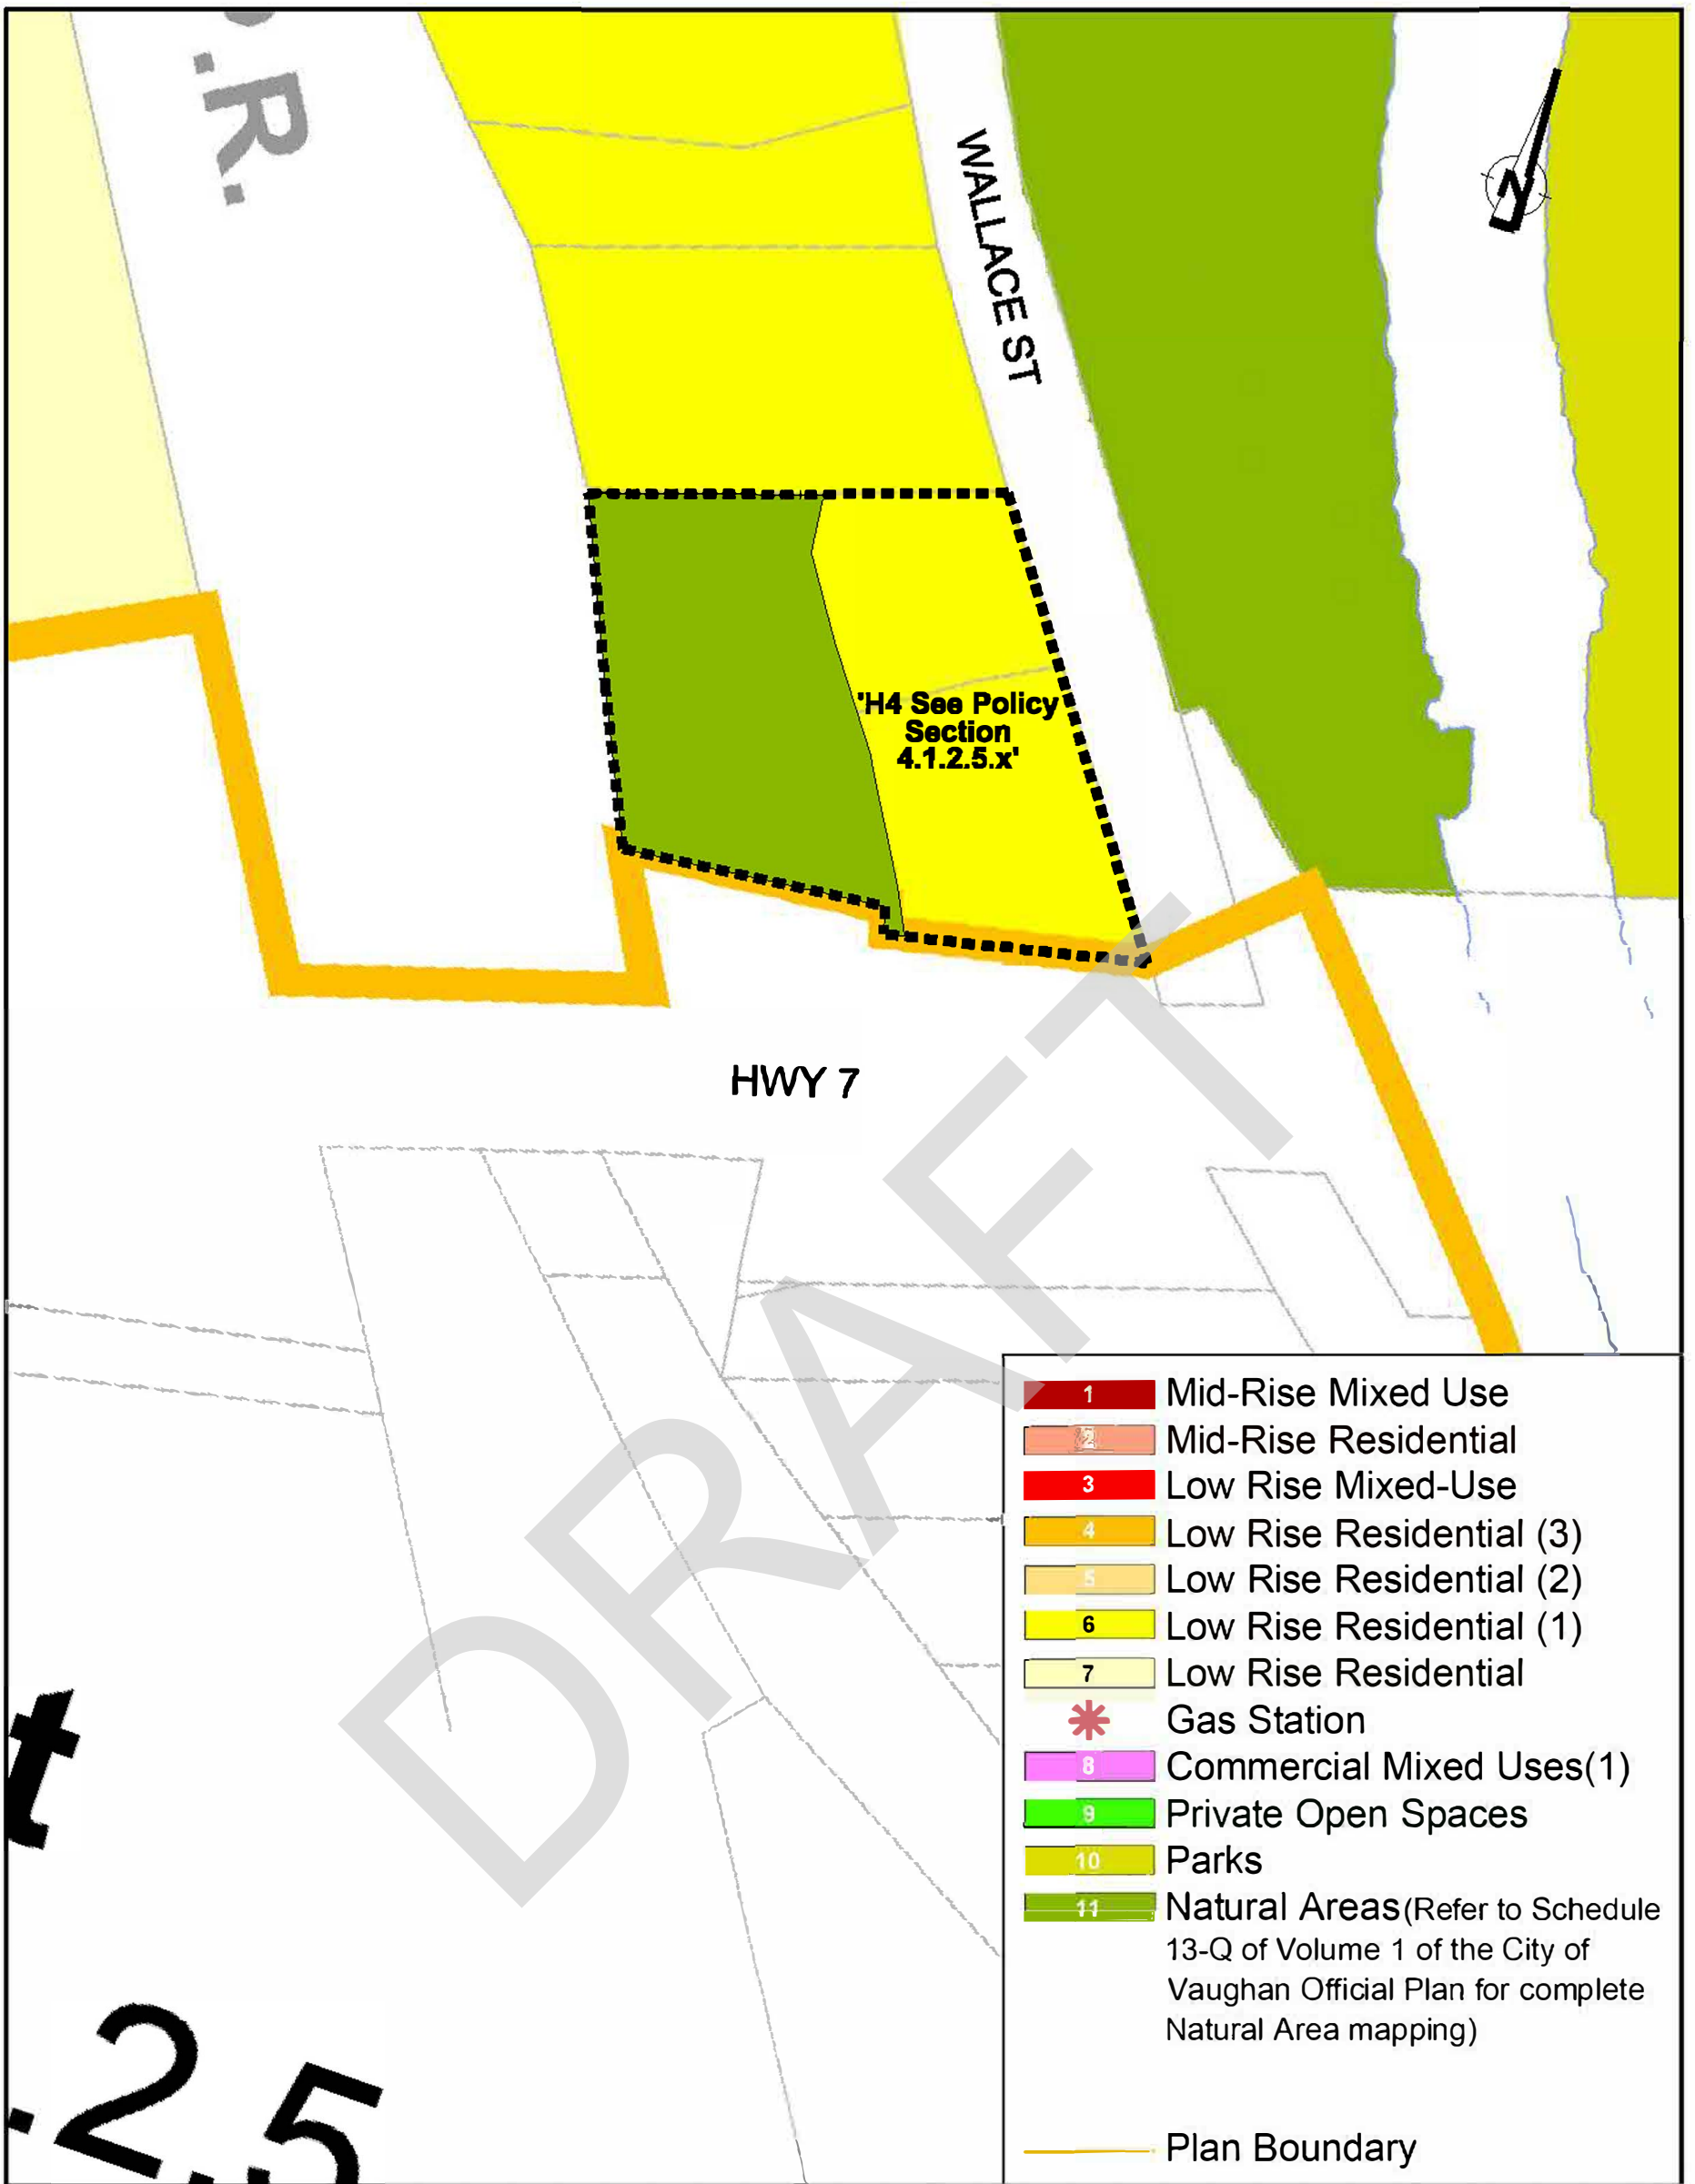 .R.
WALLACE ST
N
'H4 See Policy
Section
4.1.2.5.x'
HWY 7
DRAFT
1 Mid-Rise Mixed Use
2 Mid-Rise Residential
3 Low Rise Mixed-Use
4 Low Rise Residential (3)
5 Low Rise Residential (2)
6 Low Rise Residential (1)
7 Low Rise Residential
Gas Station
8 Commercial Mixed Uses(1)
9 Private Open Spaces
10 Parks
11 Natural Areas(Refer to Schedule
13-Q of Volume 1 of the City of
Vaughan Official Plan for complete
Natural Area mapping)
Plan Boundary
t
.2.5